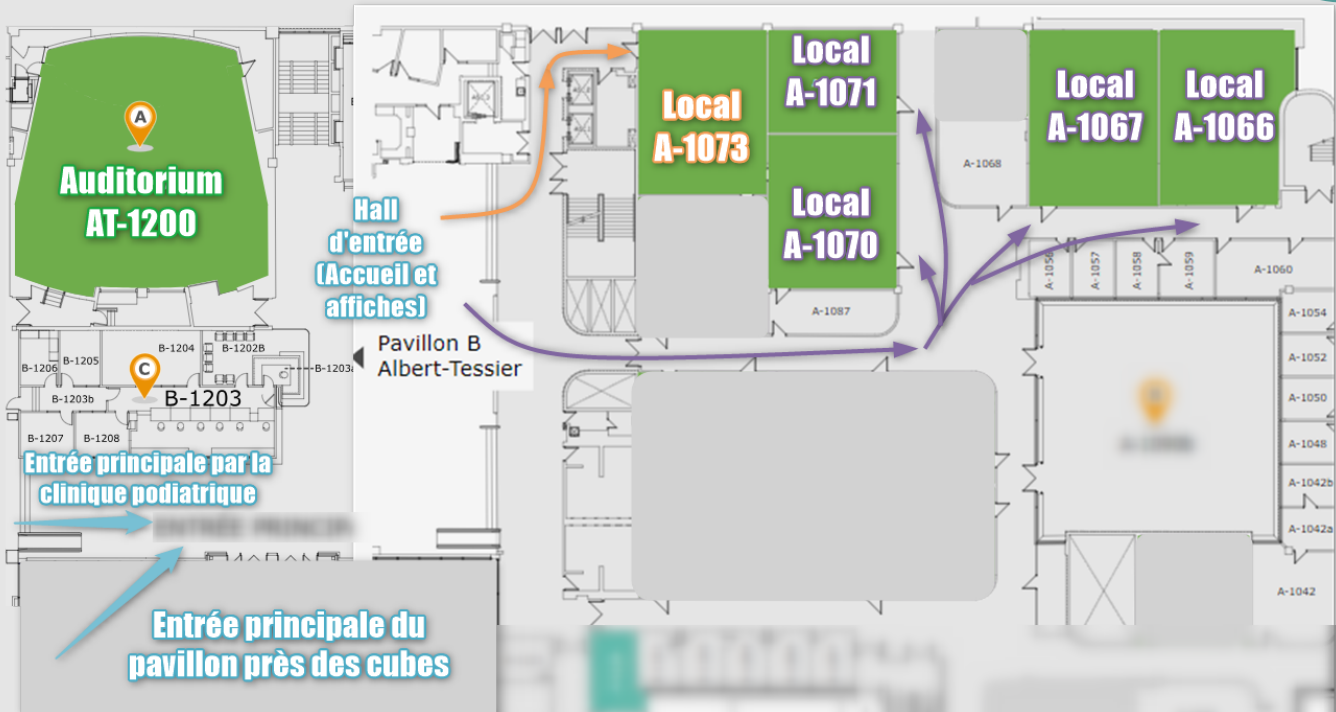 A
Auditorium
AT-1200
Hall
d'entrée
(Accueil et
affiches)
Local
A-1073
Local
A-1071
Local
A-1070
Local
A-1067
Local
A-1066
A-1068
A-1087
A-1056
A-1057
A-1058
A-1059
A-1060
A-1054
A-1052
A-1050
A-1048
A-1042b
A-1042a
A-1042
Pavillon B
Albert-Tessier
B-1206
B-1205
B-1204
B-1202B
B-1203a
C
B-1203b
B-1203
B-1207
B-1208
Entrée principale par la
clinique podiatrique
Entrée principale du
pavillon près des cubes